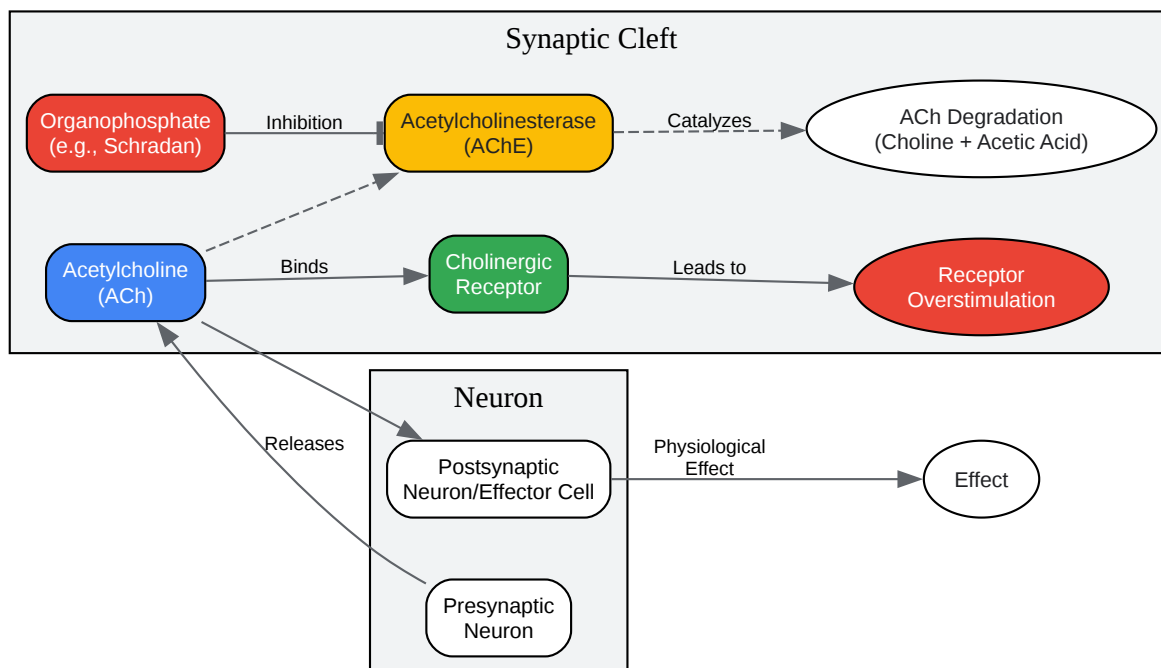 Synaptic Cleft
Organophosphate
(e.g., Schradan)
Inhibition
Acetylcholinesterase
(AChE)
Catalyzes
ACh Degradation
(Choline + Acetic Acid)
Acetylcholine
(ACh)
Binds
Cholinergic
Receptor
Leads to
Receptor
Overstimulation
Neuron
Releases
Postsynaptic
Neuron/Effector Cell
Physiological
Effect
Effect
Presynaptic
Neuron